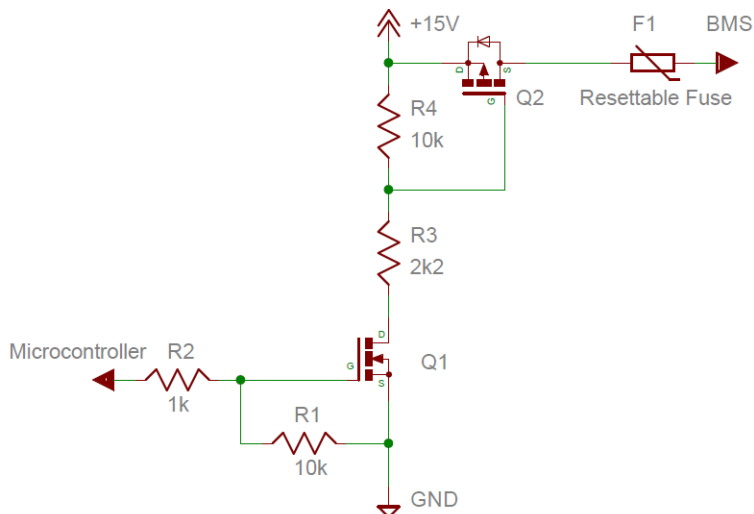 +15V
F1
BMS
D
S
G
Q2
Resettable Fuse
R4
10k
R3
2k2
Microcontroller
R2
1k
D
G
S
Q1
R1
10k
GND